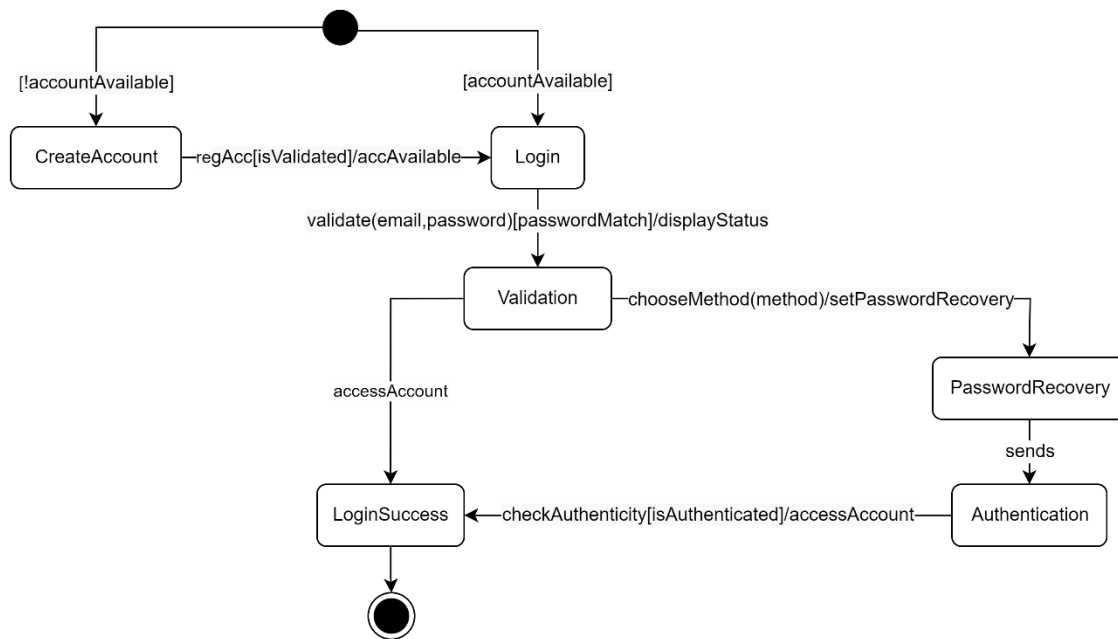 [!accountAvailable]
[accountAvailable]
CreateAccount
regAcc[isValidated]/accAvailable
Login
validate(email,password)[passwordMatch]/displayStatus
Validation
chooseMethod(method)/setPasswordRecovery
accessAccount
PasswordRecovery
sends
LoginSuccess
checkAuthenticity[isAuthenticated]/accessAccount
Authentication